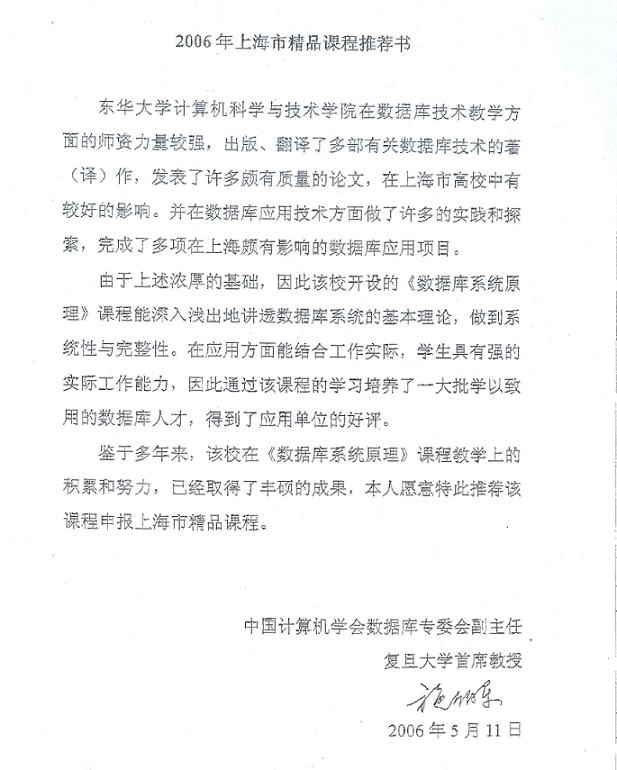 2006年上海市精品课程推荐书
东华大学计算机科学与技术学院在数据库技术教学方
面的师资力量较强，出版、翻译了多部有关数据库技术的著
（译）作，发表了许多颇有质量的论文，在上海市高校中有
较好的影响。并在数据库应用技术方面做了许多的实践和探
索，完成了多项在上海颇有影响的数据库应用项目。
由于上述浓厚的基础，因此该校开设的《数据库系统原
理》课程能深入浅出地讲透数据库系统的基本理论，做到系
统性与完整性。在应用方面能结合工作实际，学生具有强的
实际工作能力，因此通过该课程的学习培养了一大批学以致
用的数据库人才，得到了应用单位的好评。
鉴于多年来，该校在《数据库系统原理》课程教学上的
积累和努力，已经取得了丰硕的成果，本人愿意特此推荐该
课程申报上海市精品课程。
中国计算机学会数据库专委会副主任
复旦大学首席教授
2006年5月11日